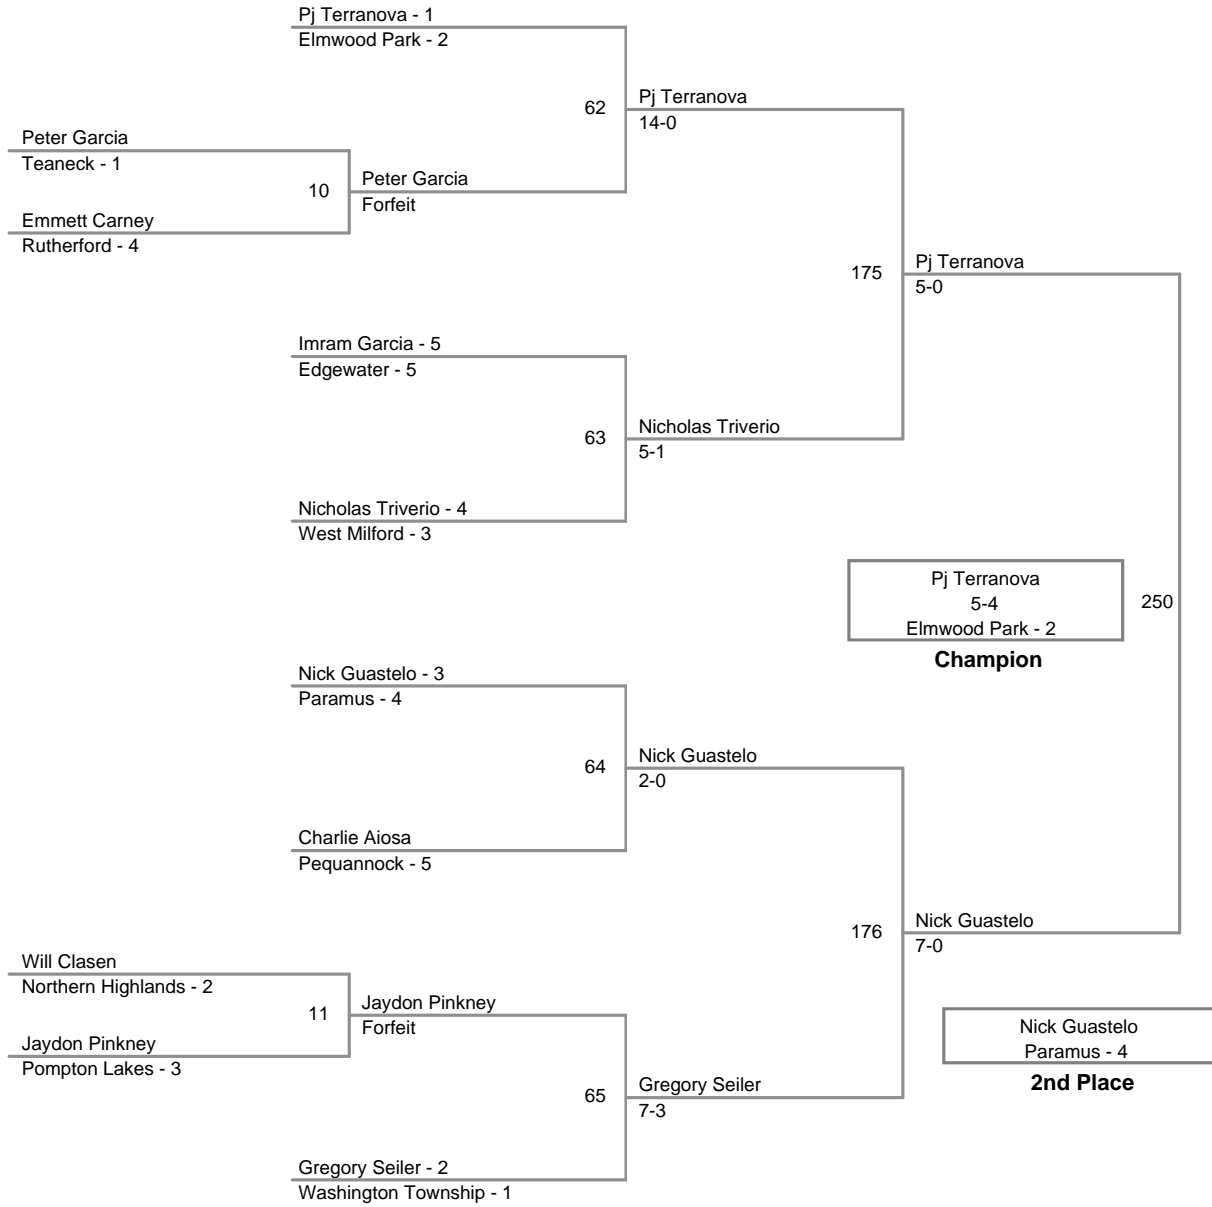 Pj Terranova - 1
Elmwood Park - 2
62
Pj Terranova
14-0
Peter Garcia
Teaneck - 1
10
Peter Garcia
Forfeit
Emmett Carney
Rutherford - 4
175
Pj Terranova
5-0
Imram Garcia - 5
Edgewater - 5
63
Nicholas Triverio
5-1
Nicholas Triverio - 4
West Milford - 3
Pj Terranova
5-4
Elmwood Park - 2
Champion
250
Nick Guastelo - 3
Paramus - 4
64
Nick Guastelo
2-0
Charlie Aiosa
Pequannock - 5
176
Nick Guastelo
7-0
Will Clasen
Northern Highlands - 2
11
Jaydon Pinkney
Forfeit
Jaydon Pinkney
Pompton Lakes - 3
Nick Guastelo
Paramus - 4
2nd Place
65
Gregory Seiler
7-3
Gregory Seiler - 2
Washington Township - 1